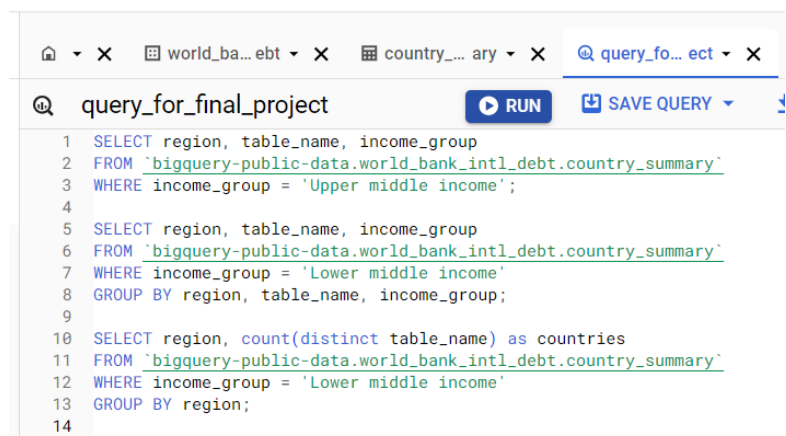 world_ba… ebt
country_… ary
query_fo… ect
query_for_final_project
RUN
SAVE QUERY
1 SELECT region, table_name, income_group
2 FROM `bigquery-public-data.world_bank_intl_debt.country_summary`
3 WHERE income_group = 'Upper middle income';
4
5 SELECT region, table_name, income_group
6 FROM `bigquery-public-data.world_bank_intl_debt.country_summary`
7 WHERE income_group = 'Lower middle income'
8 GROUP BY region, table_name, income_group;
9
10 SELECT region, count(distinct table_name) as countries
11 FROM `bigquery-public-data.world_bank_intl_debt.country_summary`
12 WHERE income_group = 'Lower middle income'
13 GROUP BY region;
14